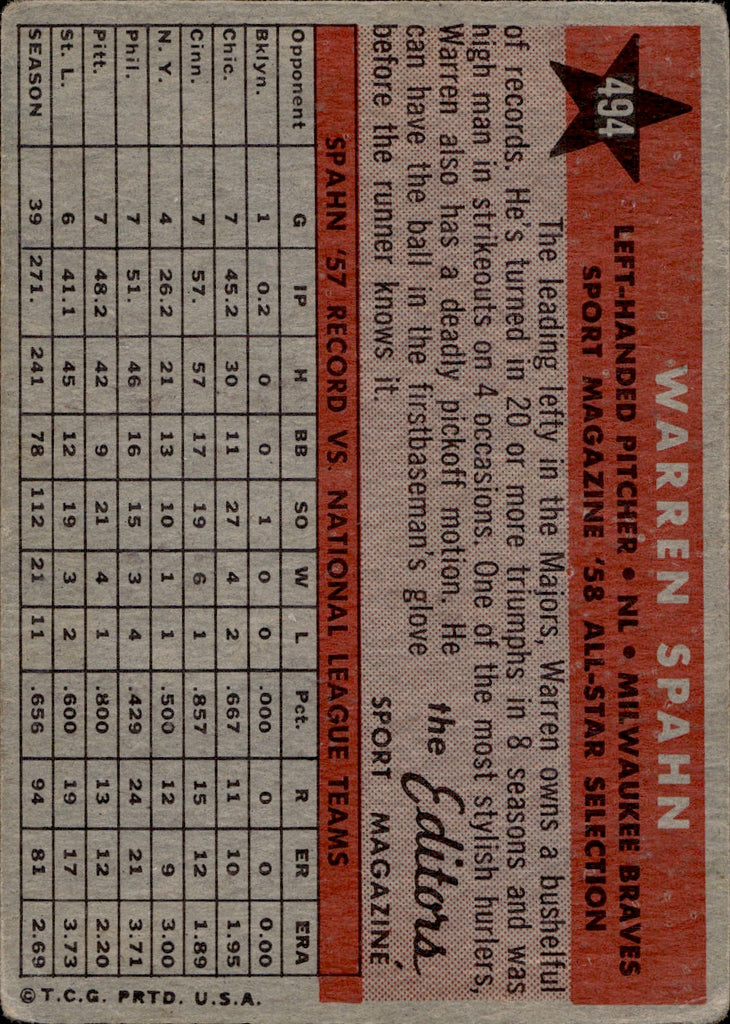 494
WARREN SPAHN
LEFT-HANDED PITCHER • NL • MILWAUKEE BRAVES
SPORT MAGAZINE '58 ALL-STAR SELECTION
The leading lefty in the Majors, Warren owns a bushelful
of records. He's turned in 20 or more triumphs in 8 seasons and was
high man in strikeouts on 4 occasions. One of the most stylish hurlers,
Warren also has a deadly pickoff motion. He
can have the ball in the firstbaseman's glove
before the runner knows it.
the Editors
SPORT MAGAZINE
SPAHN '57 RECORD VS. NATIONAL LEAGUE TEAMS
Opponent G IP H BB SO W L Pct. R ER ERA
Bklyn. 1 0.2 0 0 1 0 0 .000 0 0 0.00
Chic. 7 45.2 30 11 27 4 2 .667 11 10 1.95
Cinn. 7 57. 57 17 19 6 1 .857 15 12 1.89
N. Y. 4 26.2 21 13 10 1 1 .500 12 9 3.00
Phil. 7 51. 46 16 15 3 4 .429 24 21 3.71
Pitt. 7 48.2 42 9 21 4 1 .800 13 12 2.20
St. L. 6 41.1 45 12 19 3 2 .600 19 17 3.73
SEASON 39 271. 241 78 112 21 11 .656 94 81 2.69
© T.C.G. PRTD. U.S.A.